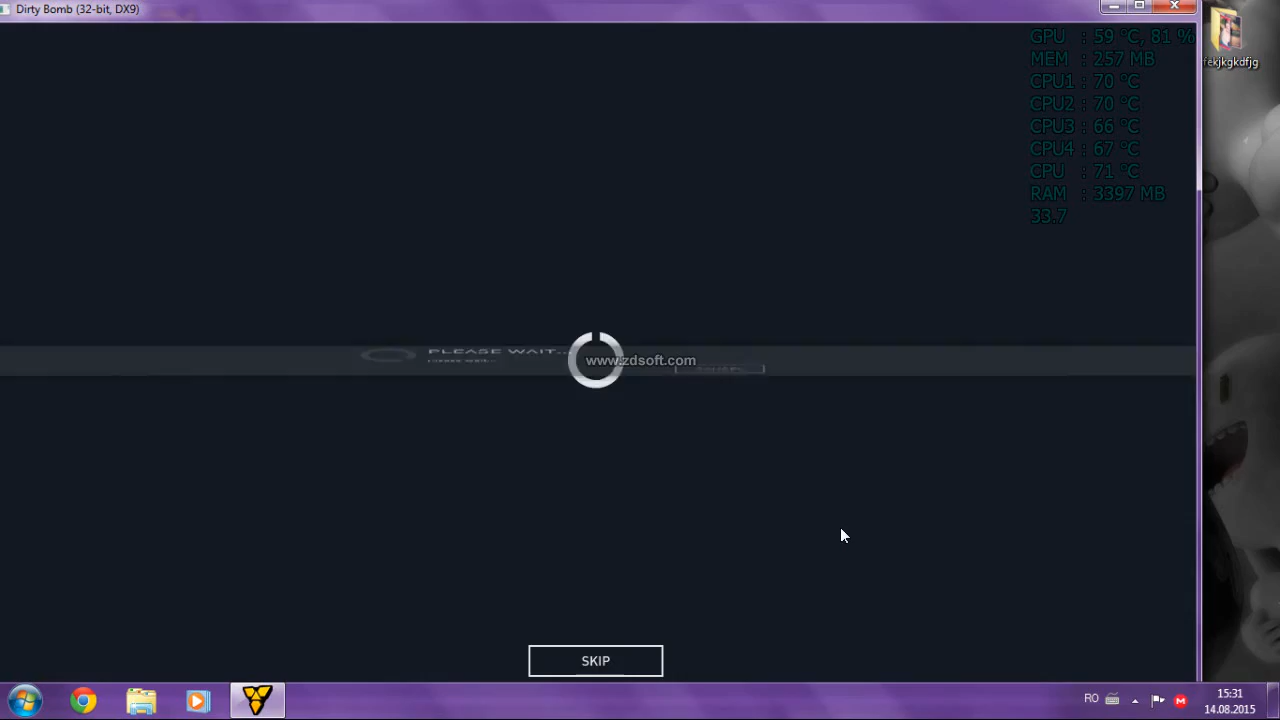 Dirty Bomb (32-bit, DX9)
GPU : 59 °C, 81 %
MEM : 257 MB
CPU1 : 70 °C
CPU2 : 70 °C
CPU3 : 66 °C
CPU4 : 67 °C
CPU : 71 °C
RAM : 3397 MB
33.7
fekjkgkdfjg
PLEASE WAIT...
Please wait...
www.zdsoft.com
SKIP
RO
15:31
14.08.2015